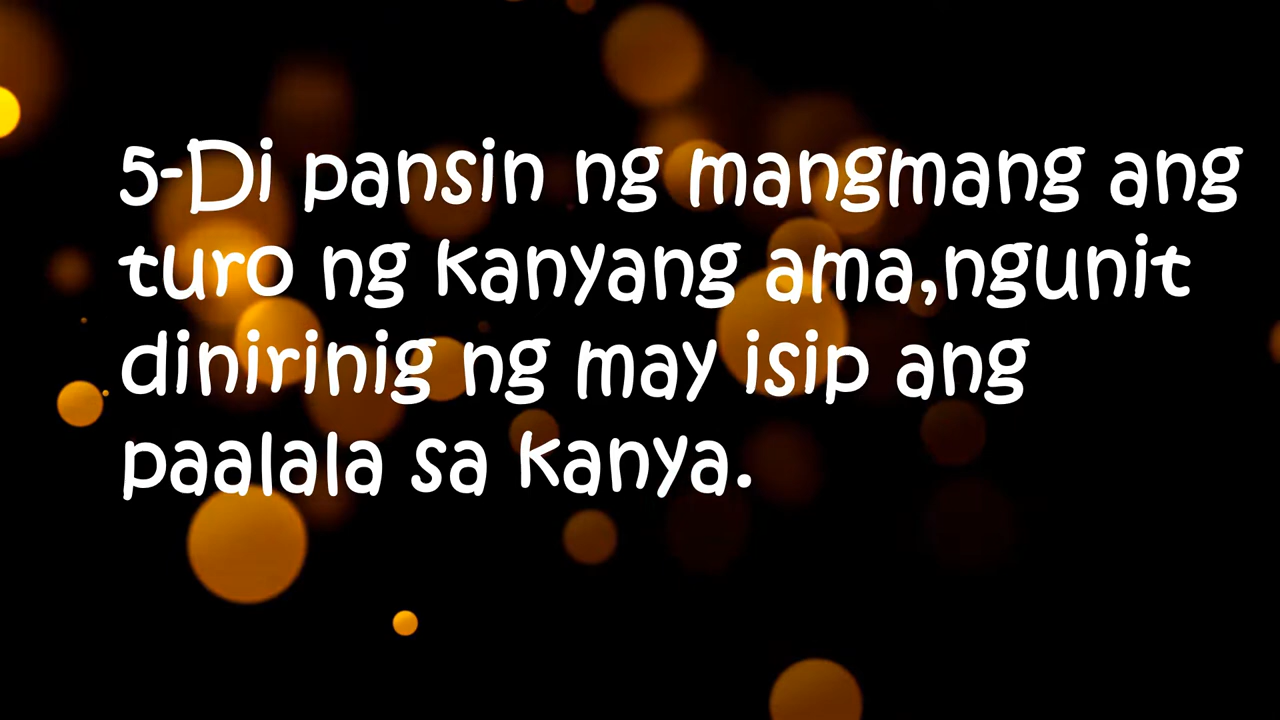 5-Di pansin ng mangmang ang
turo ng kanyang ama,ngunit
dinirinig ng may isip ang
paalala sa kanya.